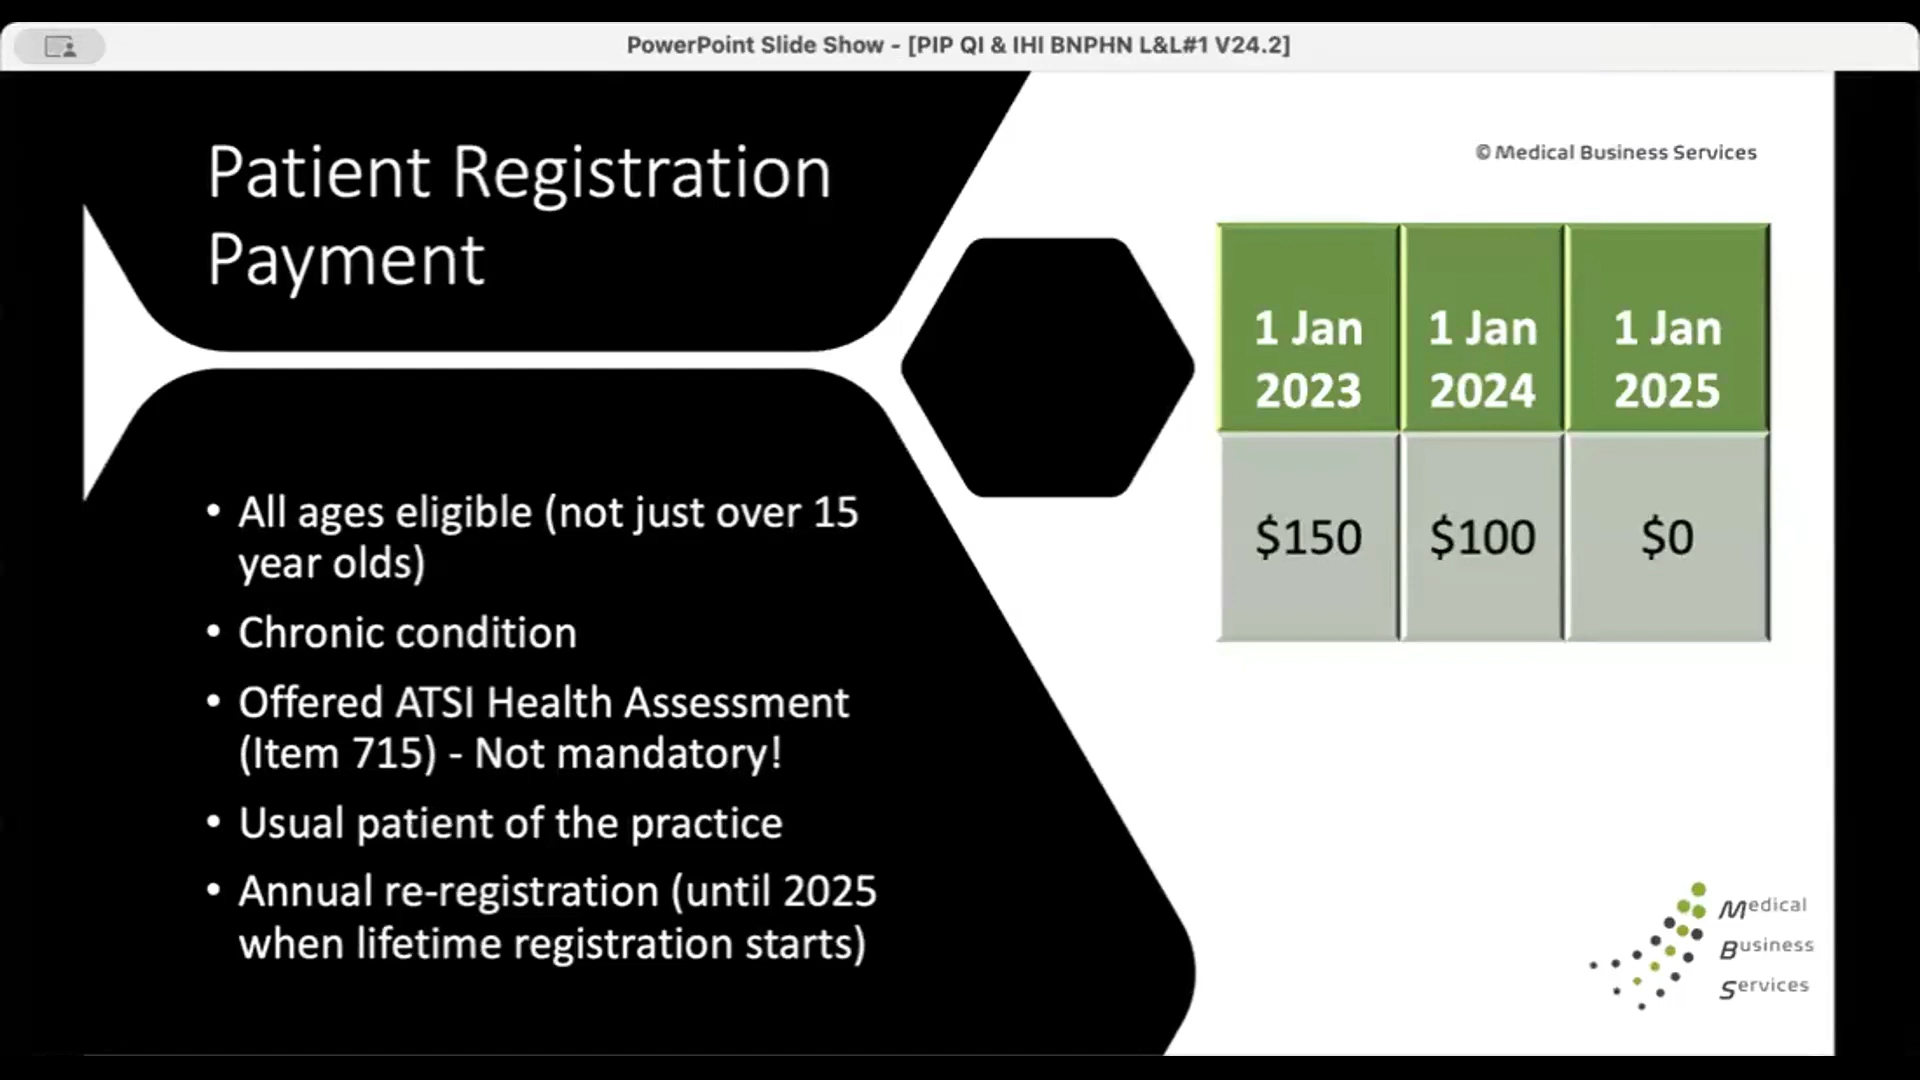 PowerPoint Slide Show - [PIP QI & IHI BNPHN L&L#1 V24.2]
Patient Registration
Payment
• All ages eligible (not just over 15
year olds)
• Chronic condition
• Offered ATSI Health Assessment
(Item 715) - Not mandatory!
• Usual patient of the practice
• Annual re-registration (until 2025
when lifetime registration starts)
© Medical Business Services
1 Jan 1 Jan 1 Jan
2023 2024 2025
$150 $100 $0
Medical
Business
Services